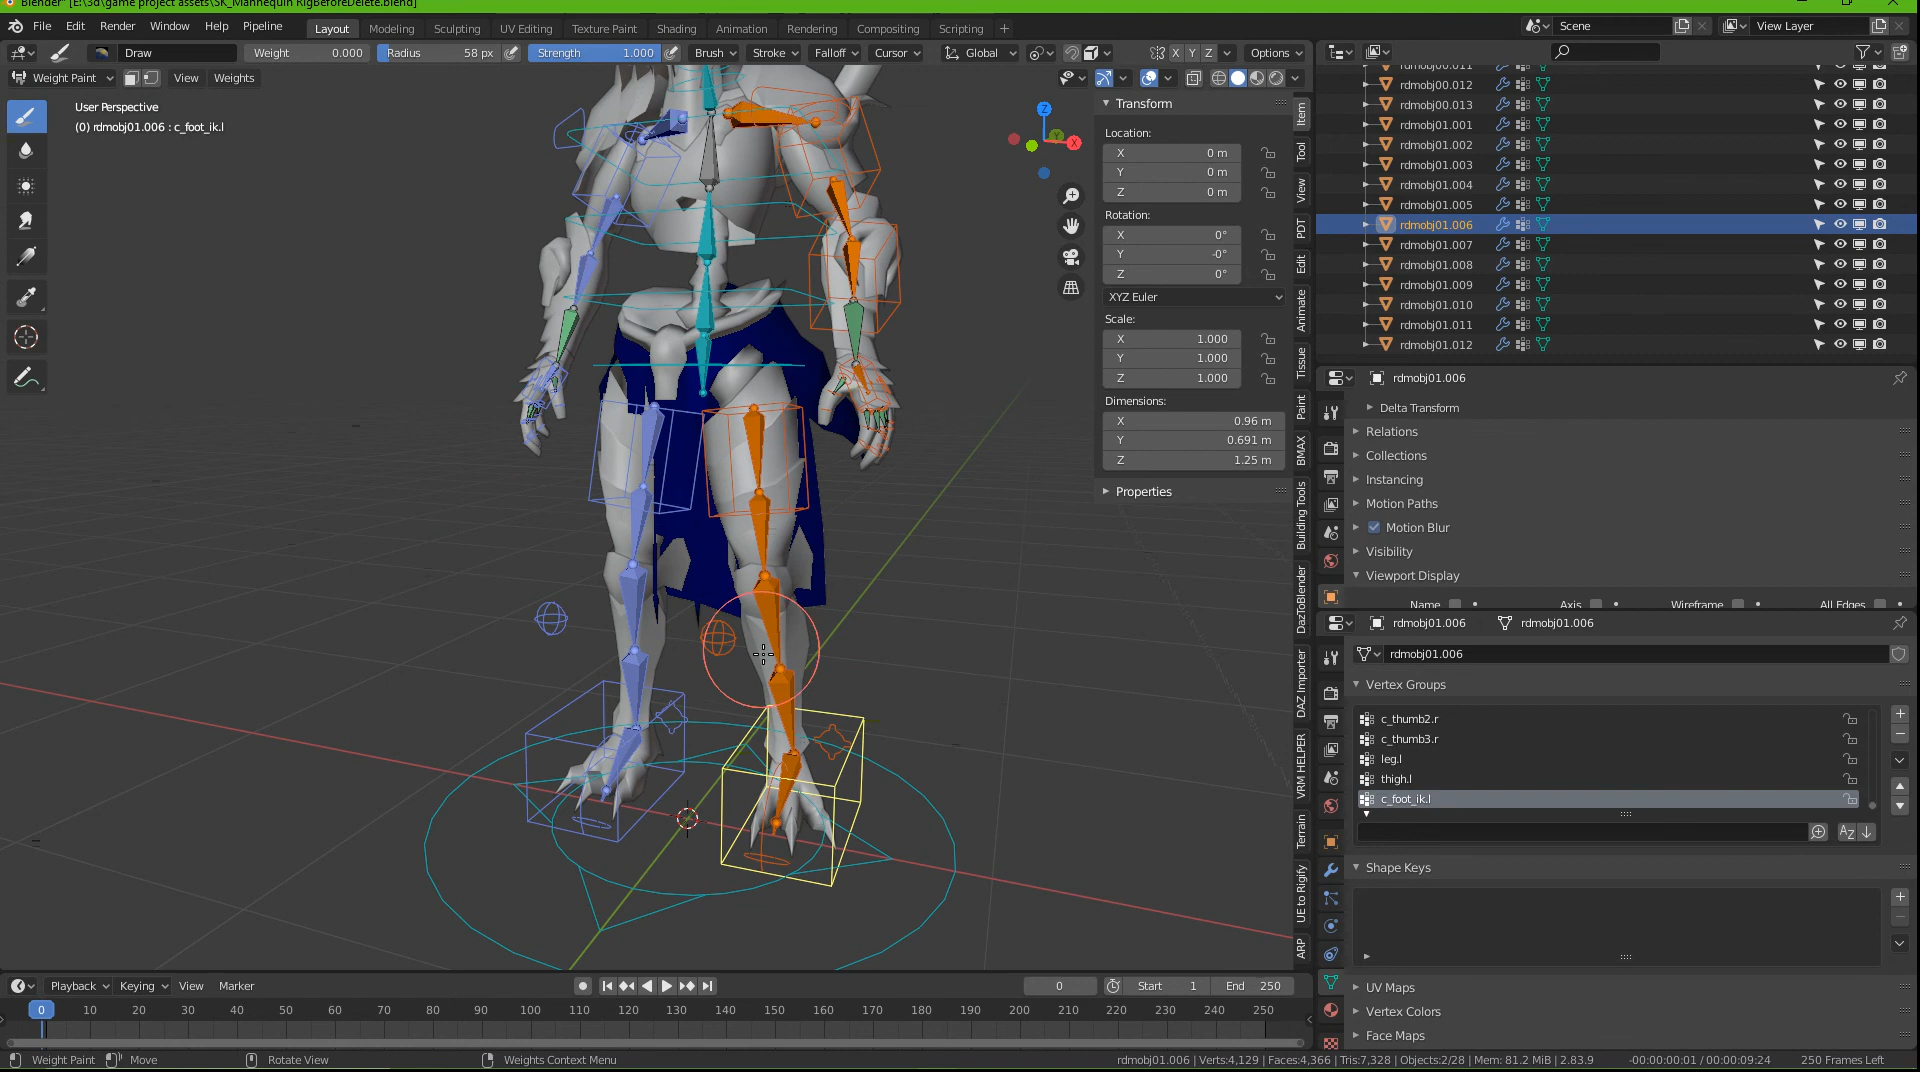 Blender* [E:\3d\game project assets\SK_Mannequin RigBeforeDelete.blend]
File Edit Render Window Help Pipeline Layout Modeling Sculpting UV Editing Texture Paint Shading Animation Rendering Compositing Scripting + Scene View Layer
Draw Weight 0.000 Radius 58 px Strength 1.000 Brush Stroke Falloff Cursor Global X Y Z Options
Weight Paint View Weights
User Perspective
(0) rdmobj01.006 : c_foot_ik.l
Z
Y
X
Transform
Location:
X 0 m
Y 0 m
Z 0 m
Rotation:
X 0°
Y -0°
Z 0°
XYZ Euler
Scale:
X 1.000
Y 1.000
Z 1.000
Dimensions:
X 0.96 m
Y 0.691 m
Z 1.25 m
Properties
Item
Tool
View
PDT
Edit
Animate
Tissue
Paint
BMAX
Building Tools
DazToBlender
DAZ Importer
VRM HELPER
Terrain
UE to Rigify
ARP
rdmobj00.011
rdmobj00.012
rdmobj00.013
rdmobj01.001
rdmobj01.002
rdmobj01.003
rdmobj01.004
rdmobj01.005
rdmobj01.006
rdmobj01.007
rdmobj01.008
rdmobj01.009
rdmobj01.010
rdmobj01.011
rdmobj01.012
rdmobj01.006
Delta Transform
Relations
Collections
Instancing
Motion Paths
Motion Blur
Visibility
Viewport Display
Name Axis Wireframe All Edges
rdmobj01.006 rdmobj01.006
rdmobj01.006
Vertex Groups
c_thumb2.r
c_thumb3.r
leg.l
thigh.l
c_foot_ik.l
AZ
Shape Keys
UV Maps
Vertex Colors
Face Maps
Playback Keying View Marker 0 Start 1 End 250
0 10 20 30 40 50 60 70 80 90 100 110 120 130 140 150 160 170 180 190 200 210 220 230 240 250
Weight Paint Move Rotate View Weights Context Menu rdmobj01.006 | Verts:4,129 | Faces:4,366 | Tris:7,328 | Objects:2/28 | Mem: 81.2 MiB | 2.83.9 -00:00:00:01 / 00:00:09:24 250 Frames Left